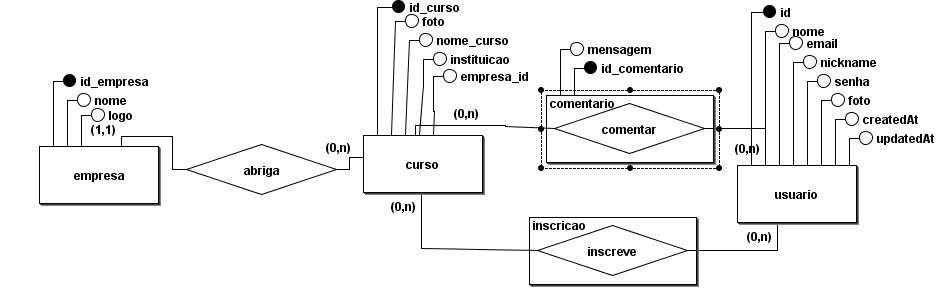 id_empresa
nome
logo
(1,1)
empresa
abriga
(0,n)
id_curso
foto
nome_curso
instituicao
empresa_id
curso
(0,n)
(0,n)
mensagem
id_comentario
comentario
comentar
(0,n)
id
nome
email
nickname
senha
foto
createdAt
updatedAt
usuario
(0,n)
inscricao
inscreve